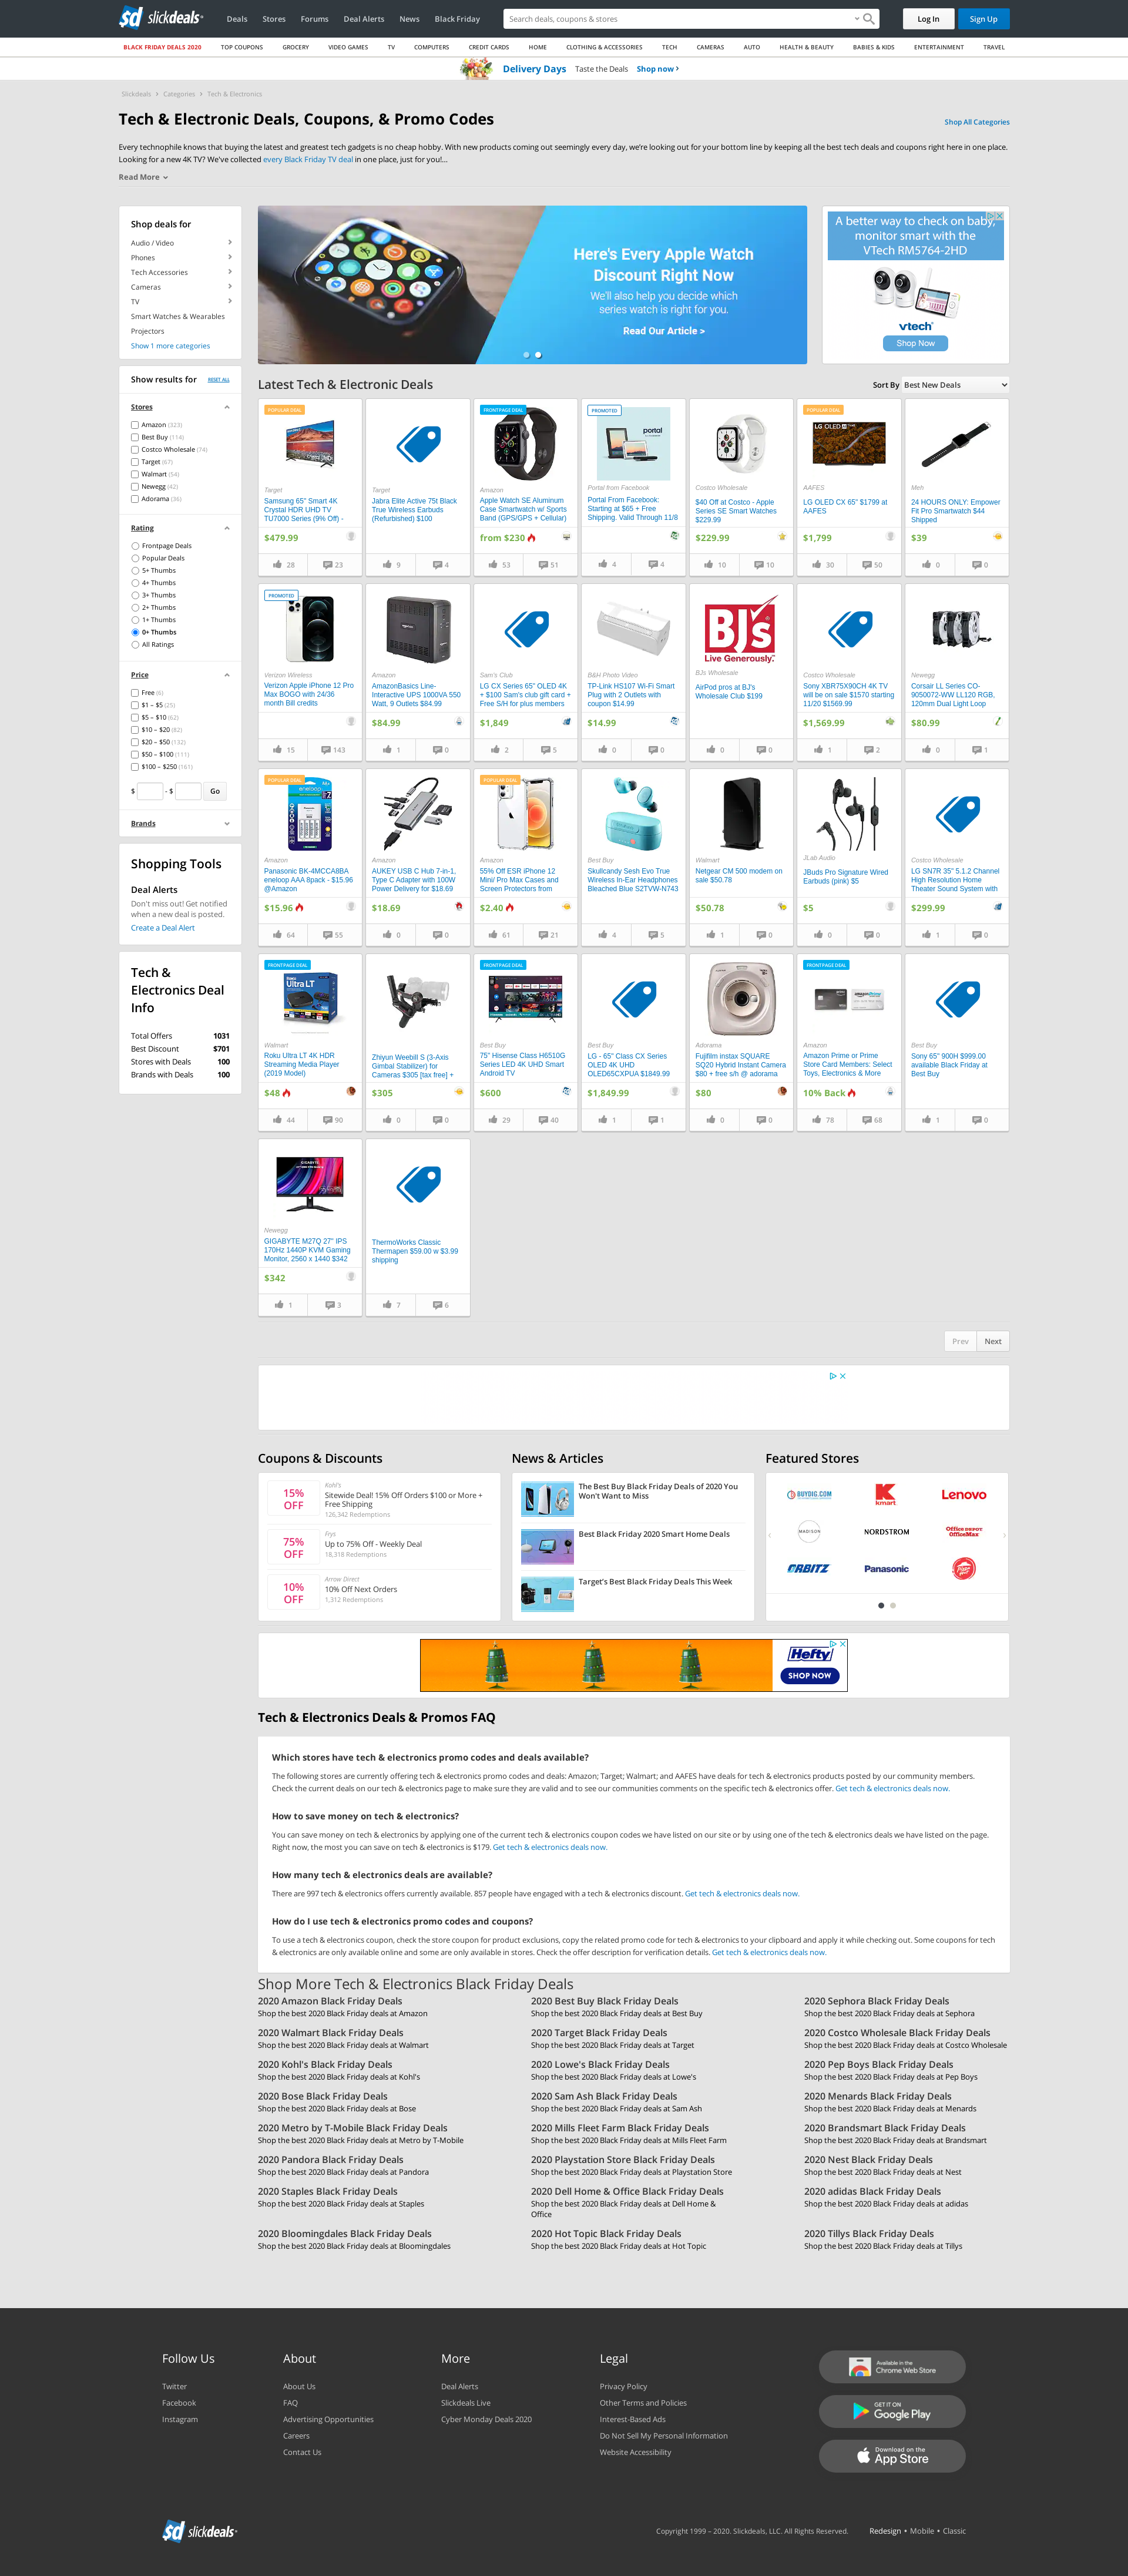 sd slickdeals
Deals Stores Forums Deal Alerts News Black Friday
Search deals, coupons & stores
Log In Sign Up
BLACK FRIDAY DEALS 2020 TOP COUPONS GROCERY VIDEO GAMES TV COMPUTERS CREDIT CARDS HOME CLOTHING & ACCESSORIES TECH CAMERAS AUTO HEALTH & BEAUTY BABIES & KIDS ENTERTAINMENT TRAVEL
Delivery Days Taste the Deals Shop now
Slickdeals Categories Tech & Electronics
Tech & Electronic Deals, Coupons, & Promo Codes
Shop All Categories
Every technophile knows that buying the latest and greatest tech gadgets is no cheap hobby. With new products coming out seemingly every day, we're looking out for your bottom line by keeping all the best tech deals and coupons right here in one place.
Looking for a new 4K TV? We've collected every Black Friday TV deal in one place, just for you!...
Read More
Shop deals for
Audio / Video
Phones
Tech Accessories
Cameras
TV
Smart Watches & Wearables
Projectors
Show 1 more categories
Show results for RESET ALL
Stores
Amazon (323)
Best Buy (114)
Costco Wholesale (74)
Target (67)
Walmart (54)
Newegg (42)
Adorama (36)
Rating
Frontpage Deals
Popular Deals
5+ Thumbs
4+ Thumbs
3+ Thumbs
2+ Thumbs
1+ Thumbs
0+ Thumbs
All Ratings
Price
Free (6)
$1 – $5 (25)
$5 – $10 (62)
$10 – $20 (82)
$20 – $50 (132)
$50 – $100 (111)
$100 – $250 (161)
$ - $ Go
Brands
Shopping Tools
Deal Alerts
Don't miss out! Get notified
when a new deal is posted.
Create a Deal Alert
Tech &
Electronics Deal
Info
Total Offers 1031
Best Discount $701
Stores with Deals 100
Brands with Deals 100
Here's Every Apple Watch
Discount Right Now
We'll also help you decide which
series watch is right for you.
Read Our Article >
A better way to check on baby,
monitor smart with the
VTech RM5764-2HD
vtech
Shop Now
Latest Tech & Electronic Deals
Sort By Best New Deals
POPULAR DEAL
Target
Samsung 65" Smart 4K
Crystal HDR UHD TV
TU7000 Series (9% Off) -
$479.99
28 23
Target
Jabra Elite Active 75t Black
True Wireless Earbuds
(Refurbished) $100
9 4
FRONTPAGE DEAL
Amazon
Apple Watch SE Aluminum
Case Smartwatch w/ Sports
Band (GPS/GPS + Cellular)
from $230
53 51
PROMOTED
portal
Portal from Facebook
Portal From Facebook:
Starting at $65 + Free
Shipping. Valid Through 11/8
4 4
Costco Wholesale
$40 Off at Costco - Apple
Series SE Smart Watches
$229.99
$229.99
10 10
POPULAR DEAL
LG OLED CX
AAFES
LG OLED CX 65" $1799 at
AAFES
$1,799
30 50
Meh
24 HOURS ONLY: Empower
Fit Pro Smartwatch $44
Shipped
$39
0 0
PROMOTED
Verizon Wireless
Verizon Apple iPhone 12 Pro
Max BOGO with 24/36
month Bill credits
15 143
Amazon
AmazonBasics Line-
Interactive UPS 1000VA 550
Watt, 9 Outlets $84.99
$84.99
1 0
Sam's Club
LG CX Series 65" OLED 4K
+ $100 Sam's club gift card +
Free S/H for plus members
$1,849
2 5
B&H Photo Video
TP-Link HS107 Wi-Fi Smart
Plug with 2 Outlets with
coupon $14.99
$14.99
0 0
BJ's
Live Generously.
BJs Wholesale
AirPod pros at BJ's
Wholesale Club $199
0 0
Costco Wholesale
Sony XBR75X90CH 4K TV
will be on sale $1570 starting
11/20 $1569.99
$1,569.99
1 2
Newegg
Corsair LL Series CO-
9050072-WW LL120 RGB,
120mm Dual Light Loop
$80.99
0 1
POPULAR DEAL
eneloop
Amazon
Panasonic BK-4MCCA8BA
eneloop AAA 8pack - $15.96
@Amazon
$15.96
64 55
Amazon
AUKEY USB C Hub 7-in-1,
Type C Adapter with 100W
Power Delivery for $18.69
$18.69
0 0
POPULAR DEAL
Amazon
55% Off ESR iPhone 12
Mini/ Pro Max Cases and
Screen Protectors from
$2.40
61 21
Best Buy
Skullcandy Sesh Evo True
Wireless In-Ear Headphones
Bleached Blue S2TVW-N743
4 5
Walmart
Netgear CM 500 modem on
sale $50.78
$50.78
1 0
JLab Audio
JBuds Pro Signature Wired
Earbuds (pink) $5
$5
0 0
Costco Wholesale
LG SN7R 35" 5.1.2 Channel
High Resolution Home
Theater Sound System with
$299.99
1 0
FRONTPAGE DEAL
Roku
Ultra LT
Walmart
Roku Ultra LT 4K HDR
Streaming Media Player
(2019 Model)
$48
44 90
Zhiyun Weebill S (3-Axis
Gimbal Stabilizer) for
Cameras $305 [tax free] +
$305
0 0
FRONTPAGE DEAL
Best Buy
75" Hisense Class H6510G
Series LED 4K UHD Smart
Android TV
$600
29 40
Best Buy
LG - 65" Class CX Series
OLED 4K UHD
OLED65CXPUA $1849.99
$1,849.99
1 1
Adorama
Fujifilm instax SQUARE
SQ20 Hybrid Instant Camera
$80 + free s/h @ adorama
$80
0 0
FRONTPAGE DEAL
Amazon
Amazon Prime or Prime
Store Card Members: Select
Toys, Electronics & More
10% Back
78 68
Best Buy
Sony 65" 900H $999.00
available Black Friday at
Best Buy
1 0
GIGABYTE
Newegg
GIGABYTE M27Q 27" IPS
170Hz 1440P KVM Gaming
Monitor, 2560 x 1440 $342
$342
1 3
ThermoWorks Classic
Thermapen $59.00 w $3.99
shipping
7 6
Prev Next
Coupons & Discounts
15%
OFF
Kohl's
Sitewide Deal! 15% Off Orders $100 or More +
Free Shipping
126,342 Redemptions
75%
OFF
Frys
Up to 75% Off - Weekly Deal
18,318 Redemptions
10%
OFF
Arrow Direct
10% Off Next Orders
1,312 Redemptions
News & Articles
The Best Buy Black Friday Deals of 2020 You
Won't Want to Miss
Best Black Friday 2020 Smart Home Deals
Target's Best Black Friday Deals This Week
Featured Stores
BUYDIG.COM kmart Lenovo
MADISON NORDSTROM Office DEPOT OfficeMax
ORBITZ Panasonic
Hefty
SHOP NOW
Tech & Electronics Deals & Promos FAQ
Which stores have tech & electronics promo codes and deals available?
The following stores are currently offering tech & electronics promo codes and deals: Amazon; Target; Walmart; and AAFES have deals for tech & electronics products posted by our community members.
Check the current deals on our tech & electronics page to make sure they are valid and to see our communities comments on the specific tech & electronics offer. Get tech & electronics deals now.
How to save money on tech & electronics?
You can save money on tech & electronics by applying one of the current tech & electronics coupon codes we have listed on our site or by using one of the tech & electronics deals we have listed on the page.
Right now, the most you can save on tech & electronics is $179. Get tech & electronics deals now.
How many tech & electronics deals are available?
There are 997 tech & electronics offers currently available. 857 people have engaged with a tech & electronics discount. Get tech & electronics deals now.
How do I use tech & electronics promo codes and coupons?
To use a tech & electronics coupon, check the store coupon for product exclusions, copy the related promo code for tech & electronics to your clipboard and apply it while checking out. Some coupons for tech
& electronics are only available online and some are only available in stores. Check the offer description for verification details. Get tech & electronics deals now.
Shop More Tech & Electronics Black Friday Deals
2020 Amazon Black Friday Deals 2020 Best Buy Black Friday Deals 2020 Sephora Black Friday Deals
Shop the best 2020 Black Friday deals at Amazon Shop the best 2020 Black Friday deals at Best Buy Shop the best 2020 Black Friday deals at Sephora
2020 Walmart Black Friday Deals 2020 Target Black Friday Deals 2020 Costco Wholesale Black Friday Deals
Shop the best 2020 Black Friday deals at Walmart Shop the best 2020 Black Friday deals at Target Shop the best 2020 Black Friday deals at Costco Wholesale
2020 Kohl's Black Friday Deals 2020 Lowe's Black Friday Deals 2020 Pep Boys Black Friday Deals
Shop the best 2020 Black Friday deals at Kohl's Shop the best 2020 Black Friday deals at Lowe's Shop the best 2020 Black Friday deals at Pep Boys
2020 Bose Black Friday Deals 2020 Sam Ash Black Friday Deals 2020 Menards Black Friday Deals
Shop the best 2020 Black Friday deals at Bose Shop the best 2020 Black Friday deals at Sam Ash Shop the best 2020 Black Friday deals at Menards
2020 Metro by T-Mobile Black Friday Deals 2020 Mills Fleet Farm Black Friday Deals 2020 Brandsmart Black Friday Deals
Shop the best 2020 Black Friday deals at Metro by T-Mobile Shop the best 2020 Black Friday deals at Mills Fleet Farm Shop the best 2020 Black Friday deals at Brandsmart
2020 Pandora Black Friday Deals 2020 Playstation Store Black Friday Deals 2020 Nest Black Friday Deals
Shop the best 2020 Black Friday deals at Pandora Shop the best 2020 Black Friday deals at Playstation Store Shop the best 2020 Black Friday deals at Nest
2020 Staples Black Friday Deals 2020 Dell Home & Office Black Friday Deals 2020 adidas Black Friday Deals
Shop the best 2020 Black Friday deals at Staples Shop the best 2020 Black Friday deals at Dell Home & Shop the best 2020 Black Friday deals at adidas
Office
2020 Bloomingdales Black Friday Deals 2020 Hot Topic Black Friday Deals 2020 Tillys Black Friday Deals
Shop the best 2020 Black Friday deals at Bloomingdales Shop the best 2020 Black Friday deals at Hot Topic Shop the best 2020 Black Friday deals at Tillys
Follow Us
Twitter
Facebook
Instagram
About
About Us
FAQ
Advertising Opportunities
Careers
Contact Us
More
Deal Alerts
Slickdeals Live
Cyber Monday Deals 2020
Legal
Privacy Policy
Other Terms and Policies
Interest-Based Ads
Do Not Sell My Personal Information
Website Accessibility
Available in the
Chrome Web Store
GET IT ON
Google Play
Download on the
App Store
sd slickdeals
Copyright 1999 – 2020. Slickdeals, LLC. All Rights Reserved. Redesign • Mobile • Classic